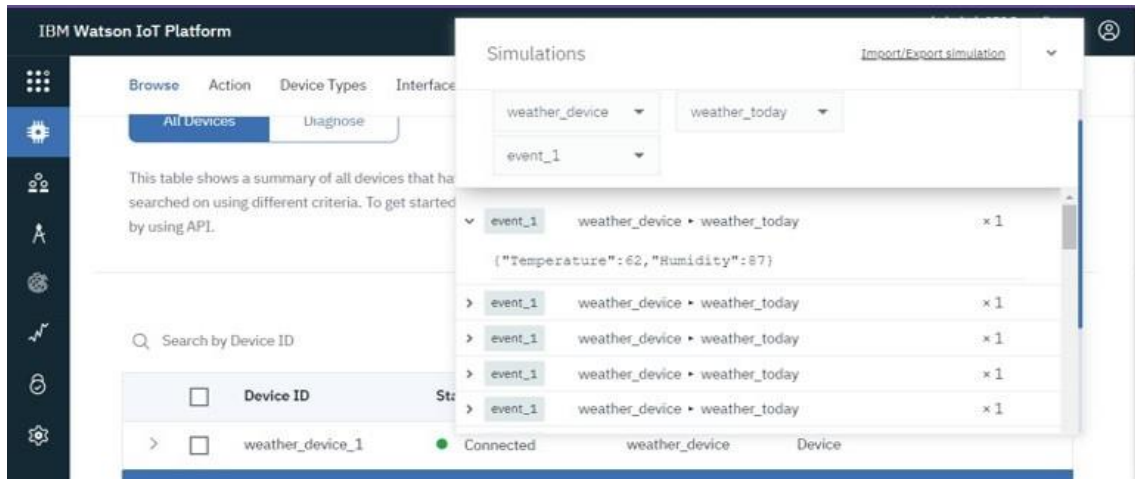 IBM Watson IoT Platform
Browse Action Device Types Interface
All Devices Diagnose
This table shows a summary of all devices that ha
searched on using different criteria. To get started
by using API.
Search by Device ID
Device ID Sta
weather_device_1 Connected weather_device Device
Simulations Import/Export simulation
weather_device weather_today
event_1
event_1 weather_device ▸ weather_today × 1
{"Temperature":62,"Humidity":87}
event_1 weather_device ▸ weather_today × 1
event_1 weather_device ▸ weather_today × 1
event_1 weather_device ▸ weather_today × 1
event_1 weather_device ▸ weather_today × 1